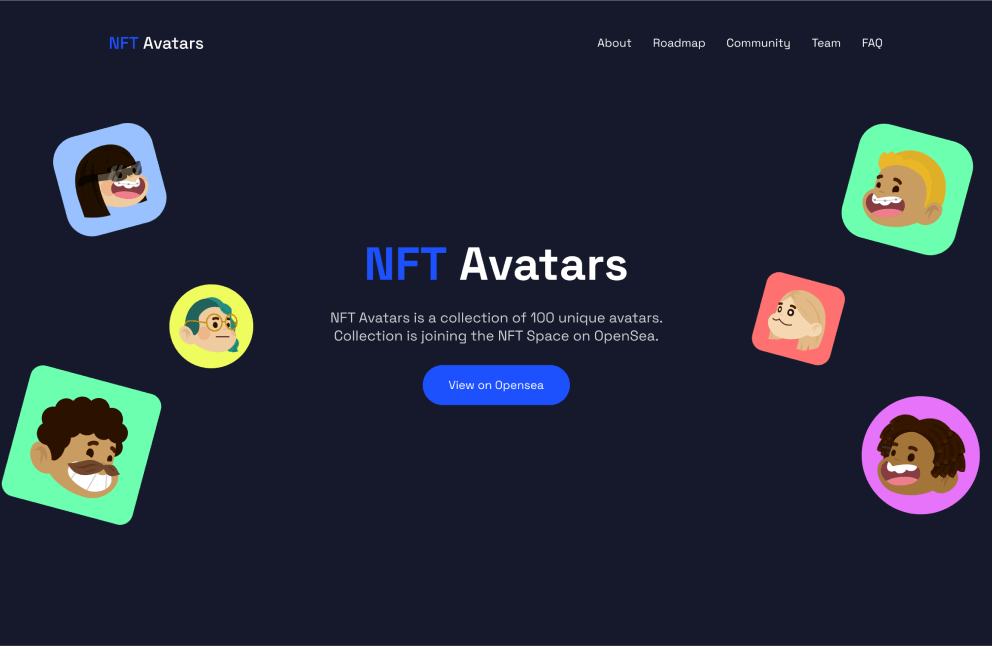 NFT Avatars
About Roadmap Community Team FAQ
NFT Avatars
NFT Avatars is a collection of 100 unique avatars.
Collection is joining the NFT Space on OpenSea.
View on Opensea